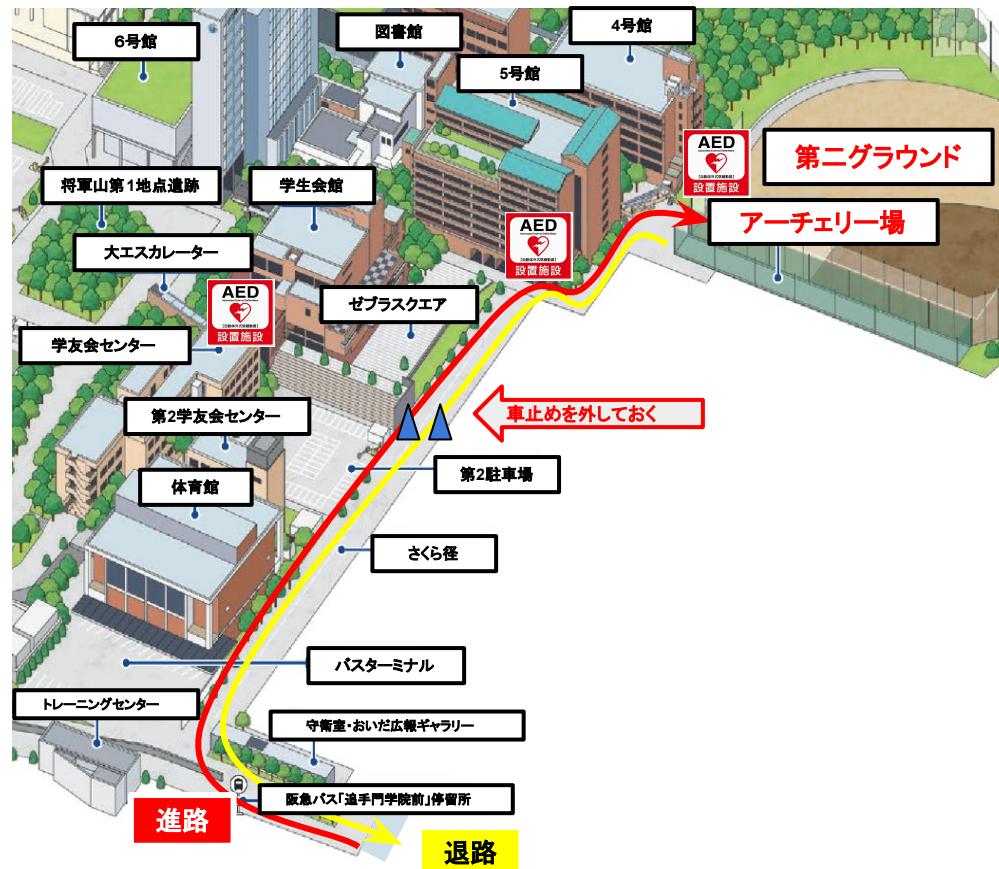 6号館
図書館
4号館
5号館
AED
設置施設
第二グラウンド
将軍山第1地点遺跡
学生会館
アーチェリー場
AED
設置施設
大エスカレーター
AED
設置施設
ゼブラスクエア
学友会センター
第2学友会センター
車止めを外しておく
第2駐車場
体育館
さくら径
バスターミナル
トレーニングセンター
守衛室・おいだ広報ギャラリー
阪急バス「追手門学院前」停留所
進路
退路